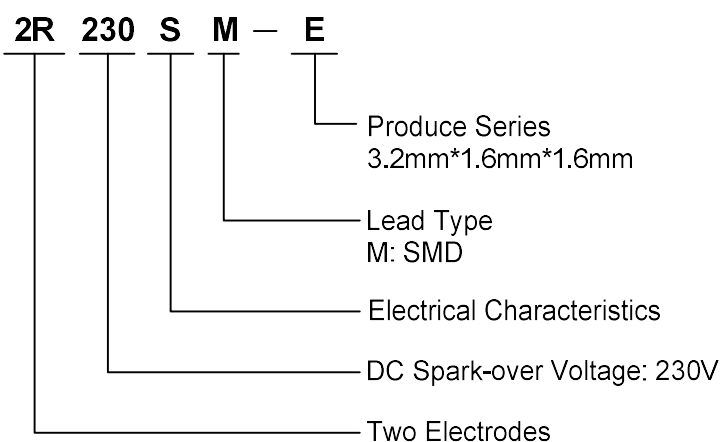 2R 230 S M — E
Produce Series
3.2mm*1.6mm*1.6mm
Lead Type
M: SMD
Electrical Characteristics
DC Spark-over Voltage: 230V
Two Electrodes